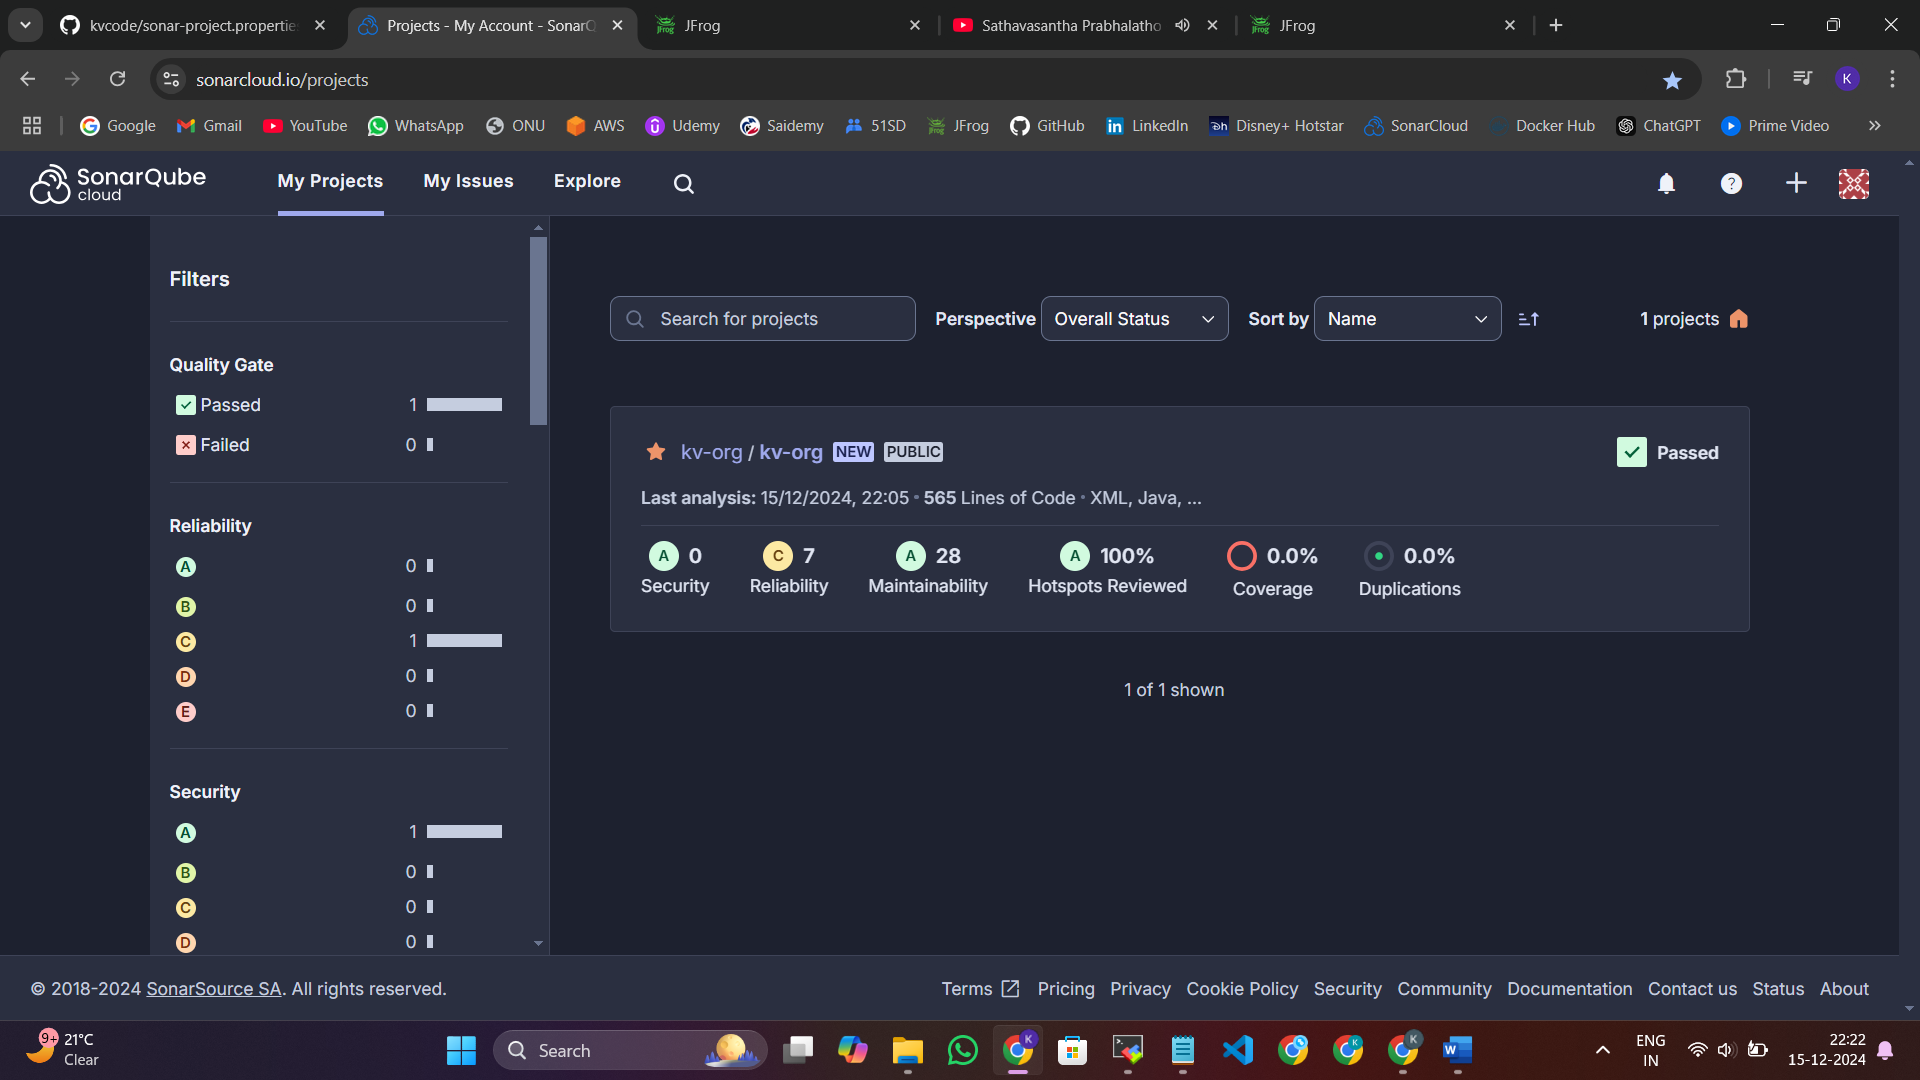 kvcode/sonar-project.propertie
Projects - My Account - SonarQ
JFrog
Sathavasantha Prabhalatho
JFrog
sonarcloud.io/projects
K
Google
Gmail
YouTube
WhatsApp
ONU
AWS
Udemy
Saidemy
51SD
JFrog
GitHub
LinkedIn
Disney+ Hotstar
SonarCloud
Docker Hub
ChatGPT
Prime Video
»
SonarQube
cloud
My Projects
My Issues
Explore
Filters
Quality Gate
Passed 1
Failed 0
Reliability
A 0
B 0
C 1
D 0
E 0
Security
A 1
B 0
C 0
D 0
Search for projects
Perspective Overall Status
Sort by Name
1 projects
kv-org / kv-org NEW PUBLIC
Passed
Last analysis: 15/12/2024, 22:05 • 565 Lines of Code • XML, Java, ...
A 0 C 7 A 28 A 100% 0.0% 0.0%
Security Reliability Maintainability Hotspots Reviewed Coverage Duplications
1 of 1 shown
© 2018-2024 SonarSource SA. All rights reserved.
Terms Pricing Privacy Cookie Policy Security Community Documentation Contact us Status About
9+
21°C
Clear
Search
ENG
IN
22:22
15-12-2024